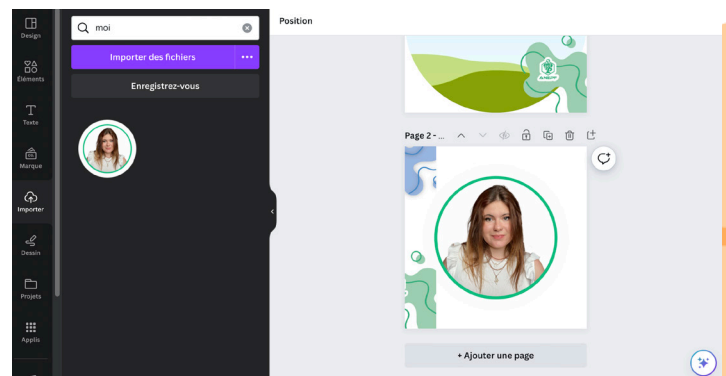 Design
Éléments
Texte
Marque
Importer
Dessin
Projets
Applis
moi
Importer des fichiers
Enregistrez-vous
Position
Page 2 - ...
+ Ajouter une page